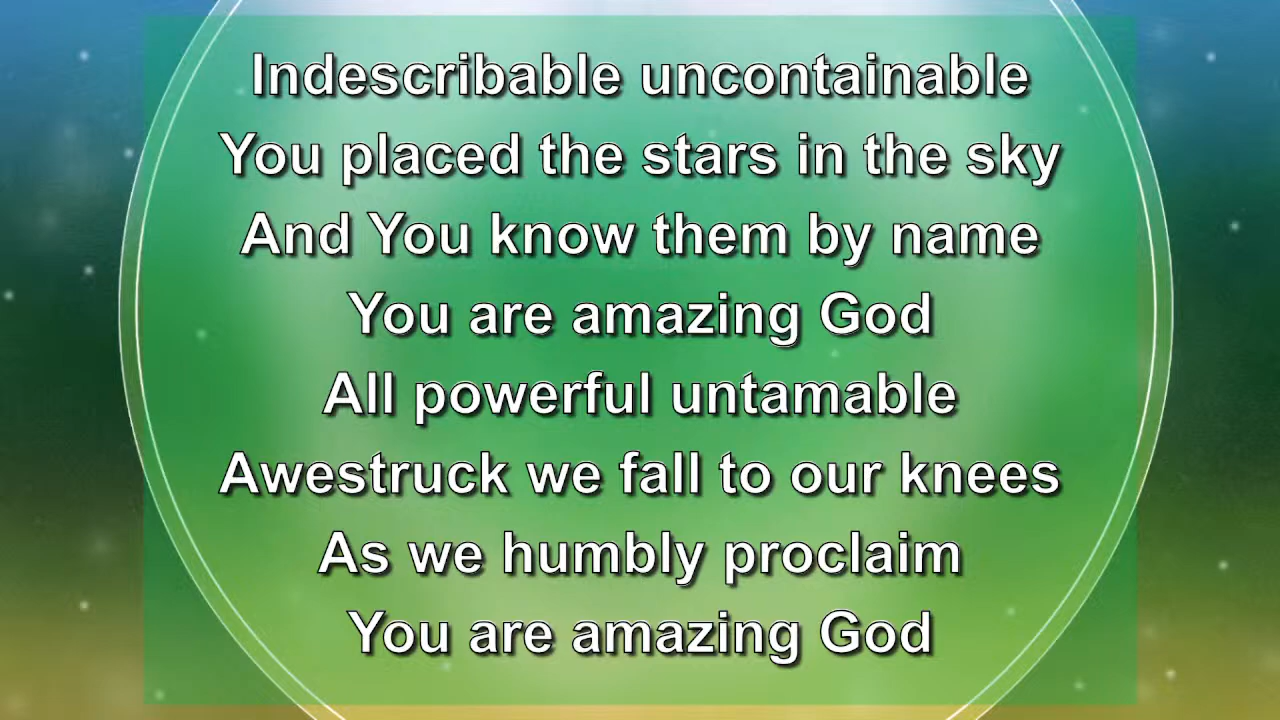 Indescribable uncontainable
You placed the stars in the sky
And You know them by name
You are amazing God
All powerful untamable
Awestruck we fall to our knees
As we humbly proclaim
You are amazing God